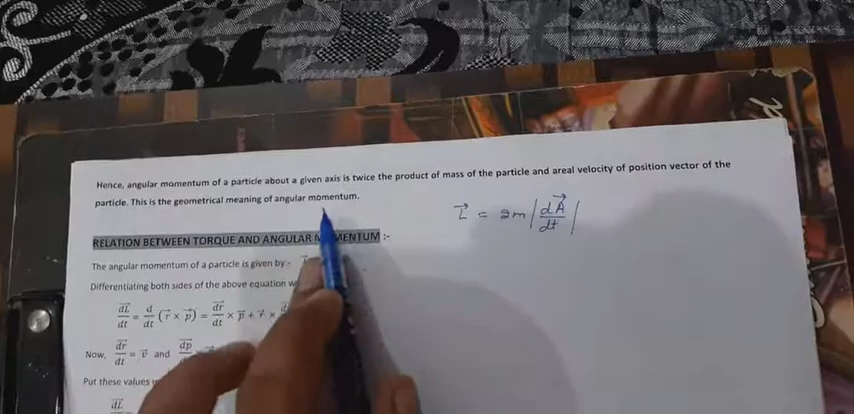 Hence, angular momentum of a particle about a given axis is twice the product of mass of the particle and areal velocity of position vector of the
particle. This is the geometrical meaning of angular momentum.
L⃗ = 2m|dA⃗/dt|
RELATION BETWEEN TORQUE AND ANGULAR MOMENTUM :-
The angular momentum of a particle is given by:-
Differentiating both sides of the above equation
dL⃗/dt = d/dt (r⃗ × p⃗) = dr⃗/dt × p⃗ + r⃗ ×
Now, dr⃗/dt = v⃗ and dp⃗
Put these values
dL⃗